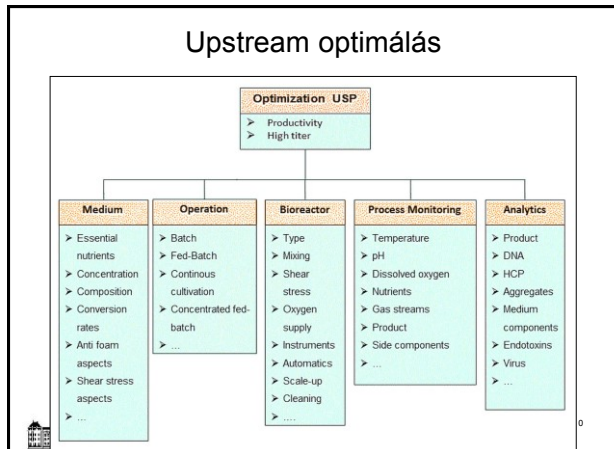 Upstream optimálás
Optimization USP
➤ Productivity
➤ High titer
Medium
➤ Essential
nutrients
➤ Concentration
➤ Composition
➤ Conversion
rates
➤ Anti foam
aspects
➤ Shear stress
aspects
➤ ...
Operation
➤ Batch
➤ Fed-Batch
➤ Continous
cultivation
➤ Concentrated fed-
batch
➤ ...
Bioreactor
➤ Type
➤ Mixing
➤ Shear
stress
➤ Oxygen
supply
➤ Instruments
➤ Automatics
➤ Scale-up
➤ Cleaning
➤ ....
Process Monitoring
➤ Temperature
➤ pH
➤ Dissolved oxygen
➤ Nutrients
➤ Gas streams
➤ Product
➤ Side components
➤ ...
Analytics
➤ Product
➤ DNA
➤ HCP
➤ Aggregates
➤ Medium
components
➤ Endotoxins
➤ Virus
➤ ...
0